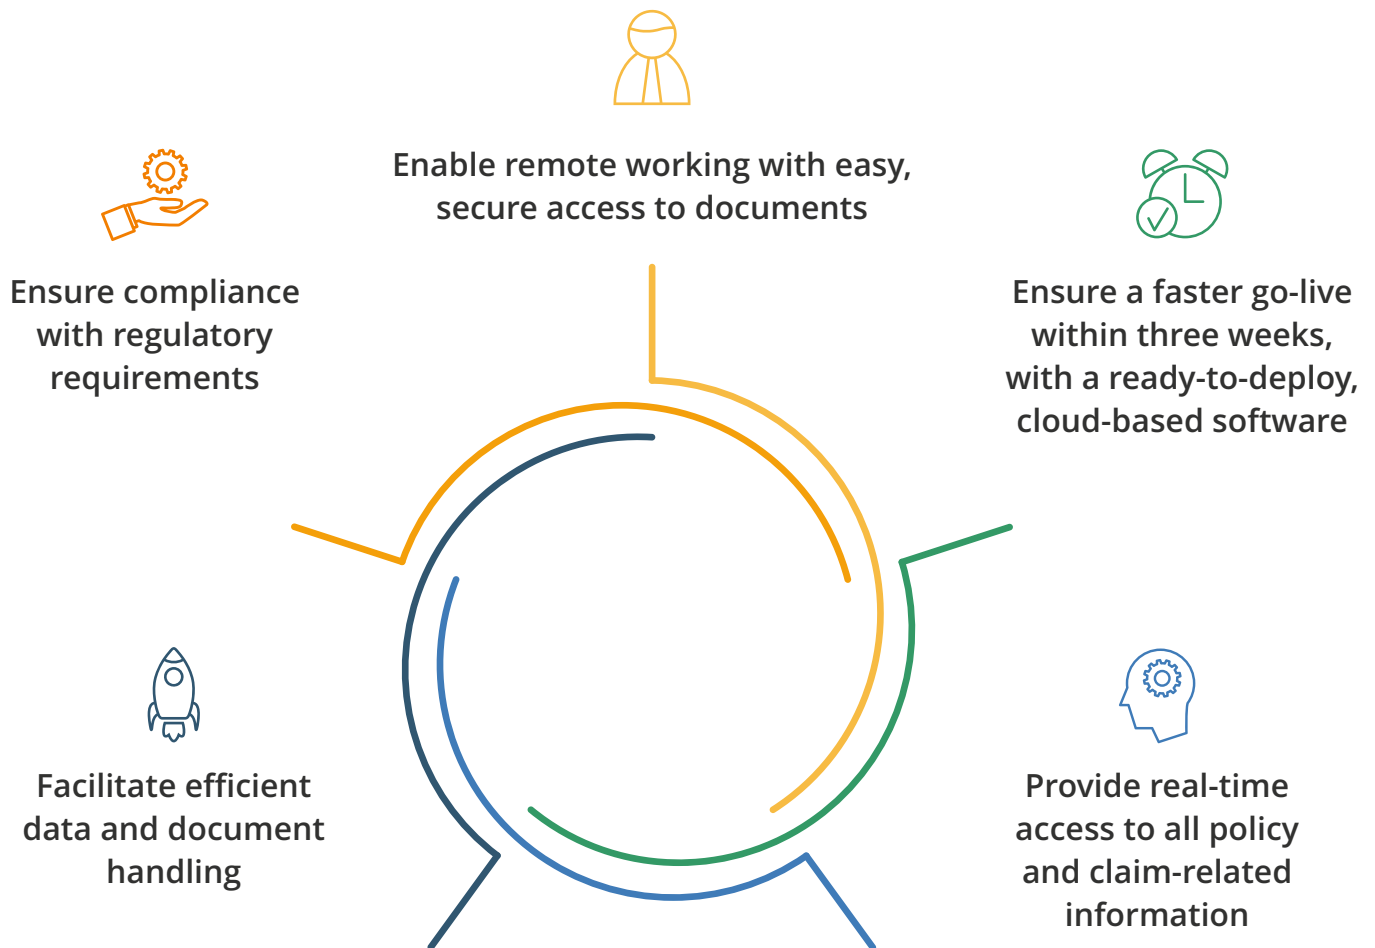 Enable remote working with easy,
secure access to documents
Ensure compliance
with regulatory
requirements
Ensure a faster go-live
within three weeks,
with a ready-to-deploy,
cloud-based software
Facilitate efficient
data and document
handling
Provide real-time
access to all policy
and claim-related
information